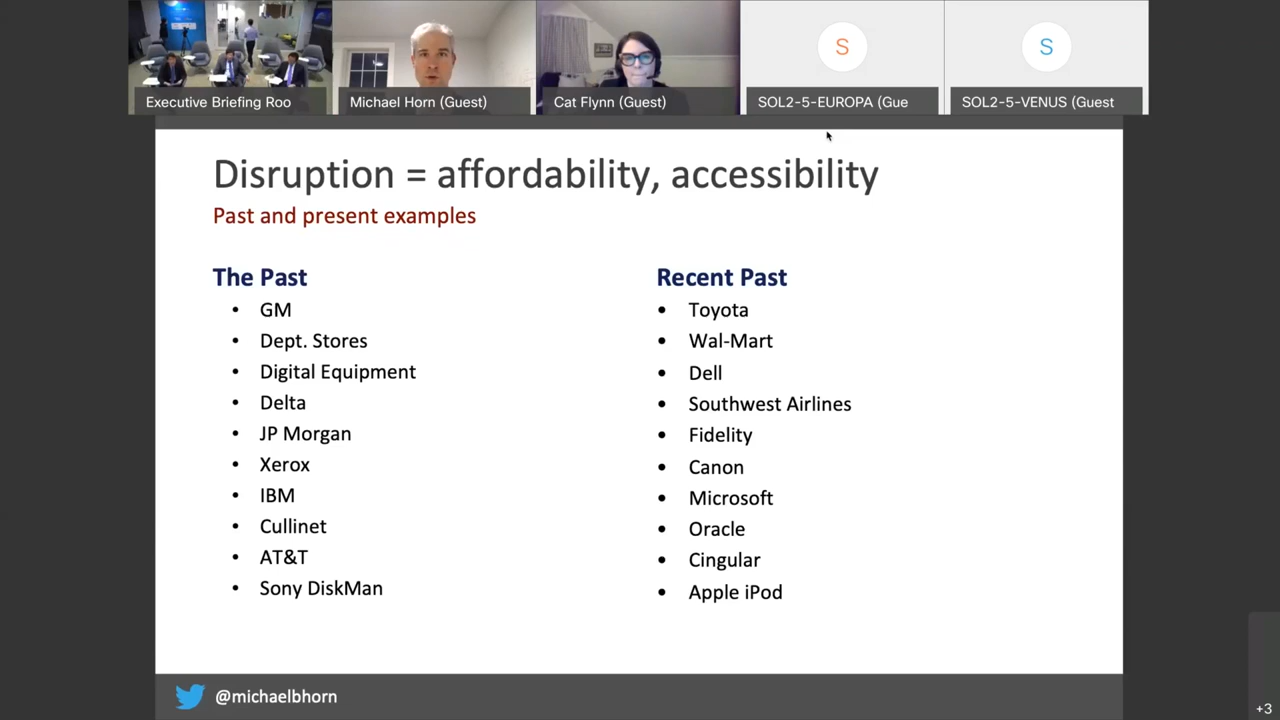 Executive Briefing Roo
Michael Horn (Guest)
Cat Flynn (Guest)
S
SOL2-5-EUROPA (Gue
S
SOL2-5-VENUS (Guest
Disruption = affordability, accessibility
Past and present examples
The Past
• GM
• Dept. Stores
• Digital Equipment
• Delta
• JP Morgan
• Xerox
• IBM
• Cullinet
• AT&T
• Sony DiskMan
Recent Past
• Toyota
• Wal-Mart
• Dell
• Southwest Airlines
• Fidelity
• Canon
• Microsoft
• Oracle
• Cingular
• Apple iPod
@michaelbhorn
+3